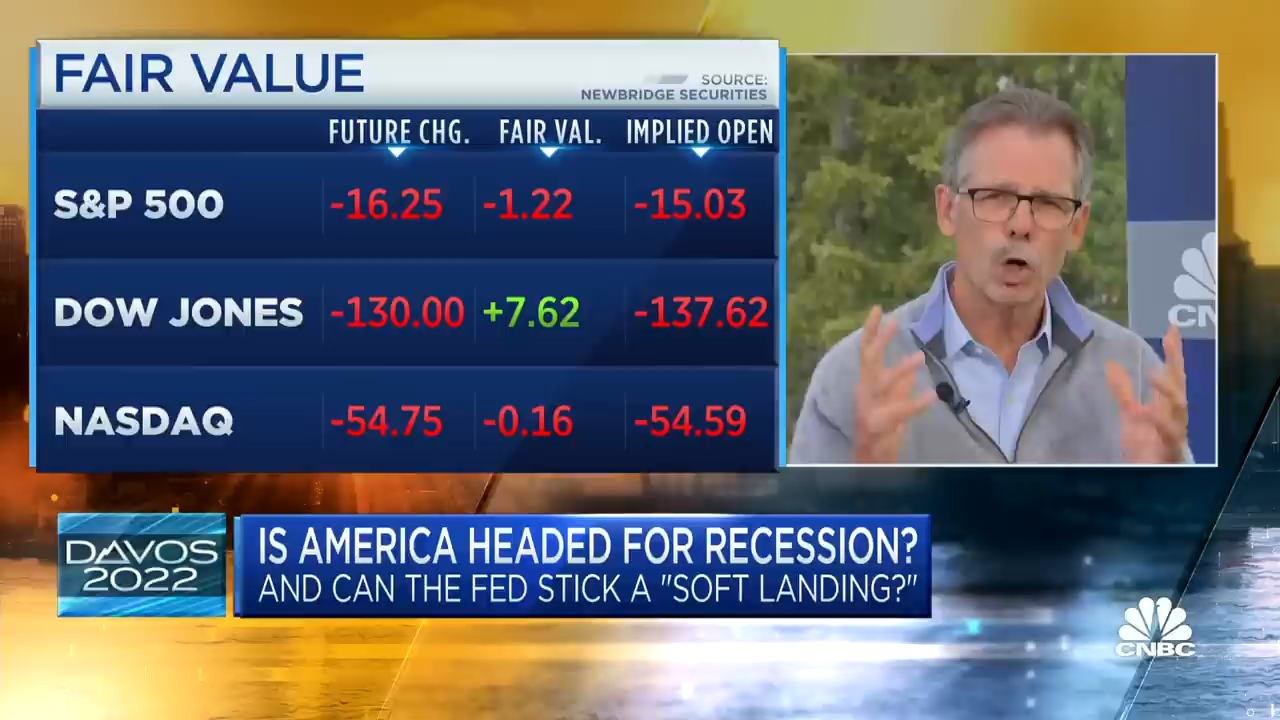 FAIR VALUE
SOURCE:
NEWBRIDGE SECURITIES
FUTURE CHG. FAIR VAL. IMPLIED OPEN
S&P 500 -16.25 -1.22 -15.03
DOW JONES -130.00 +7.62 -137.62
NASDAQ -54.75 -0.16 -54.59
CN
DAVOS
2022
IS AMERICA HEADED FOR RECESSION?
AND CAN THE FED STICK A "SOFT LANDING?"
CNBC